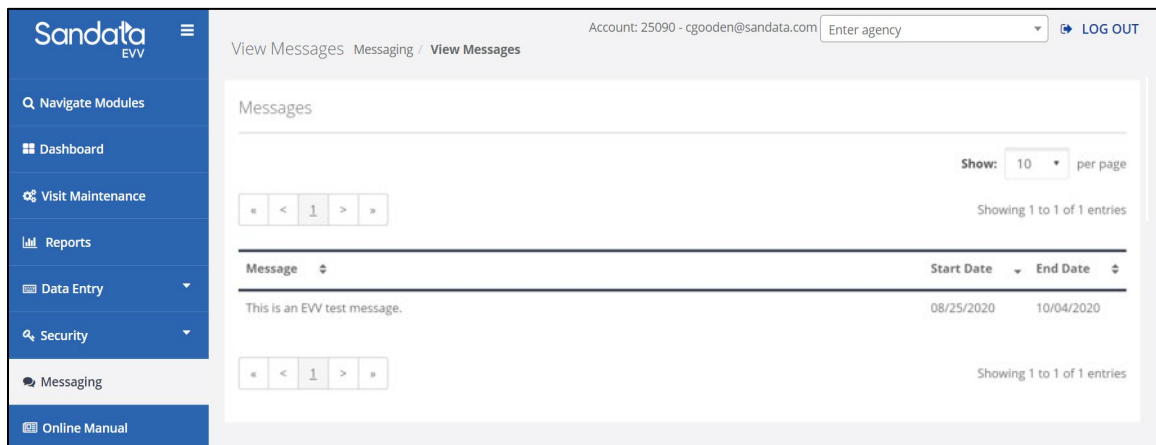 Sandata
EVV
Navigate Modules
Dashboard
Visit Maintenance
Reports
Data Entry
Security
Messaging
Online Manual
Account: 25090 - cgooden@sandata.com Enter agency LOG OUT
View Messages Messaging / View Messages
Messages
Show: 10 per page
« < 1 > » Showing 1 to 1 of 1 entries
Message Start Date End Date
This is an EVV test message. 08/25/2020 10/04/2020
« < 1 > » Showing 1 to 1 of 1 entries